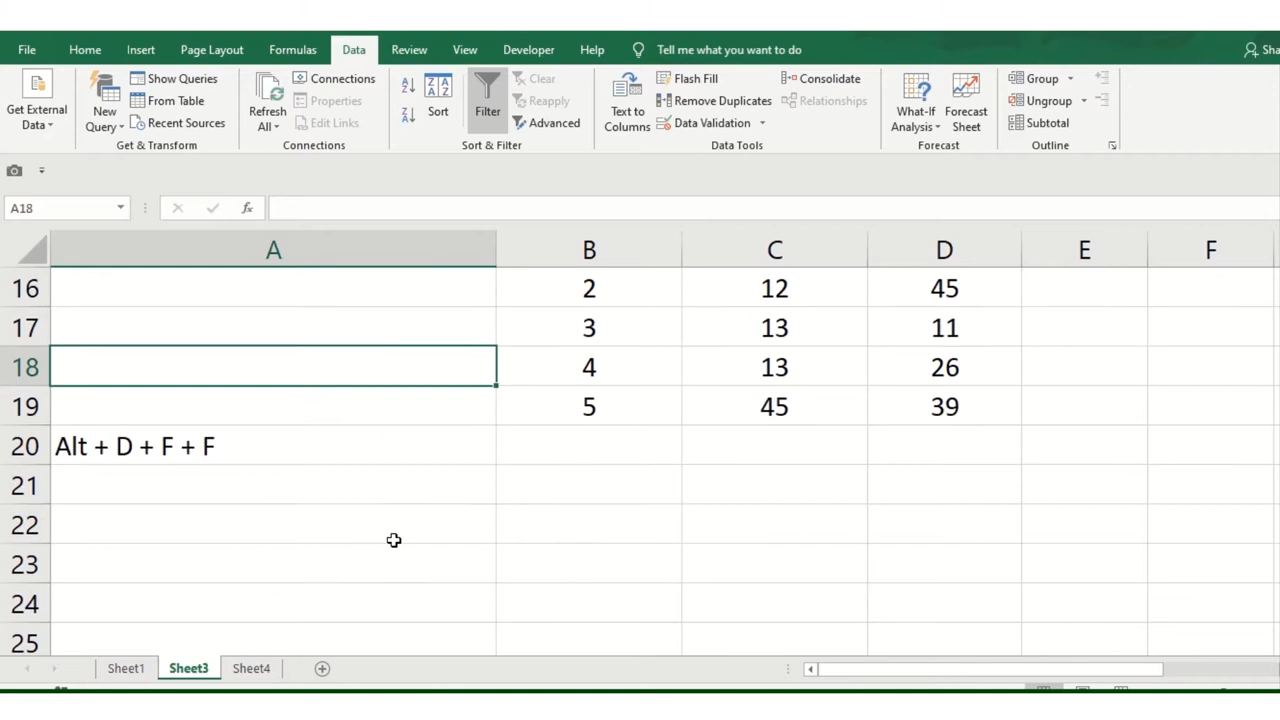 File Home Insert Page Layout Formulas Data Review View Developer Help Tell me what you want to do Sha
Get External Data
New Query
Show Queries
From Table
Recent Sources
Get & Transform
Refresh All
Connections
Properties
Edit Links
Connections
Sort
Filter
Clear
Reapply
Advanced
Sort & Filter
Text to Columns
Flash Fill
Remove Duplicates
Data Validation
Consolidate
Relationships
Data Tools
What-If Analysis
Forecast Sheet
Forecast
Group
Ungroup
Subtotal
Outline
A18 fx
A B C D E F
16 2 12 45
17 3 13 11
18 4 13 26
19 5 45 39
20 Alt + D + F + F
21
22
23
24
25
Sheet1 Sheet3 Sheet4